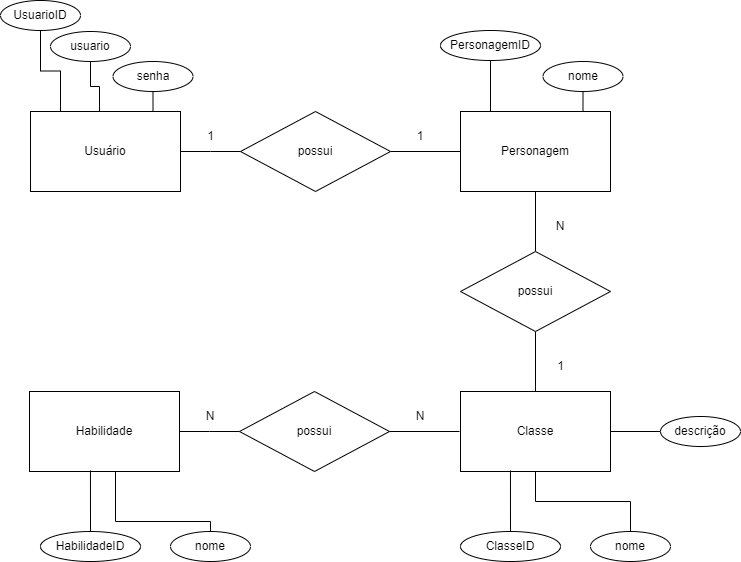 UsuarioID
usuario
senha
PersonagemID
nome
Usuário
1
possui
1
Personagem
N
possui
1
Habilidade
N
possui
N
Classe
descrição
HabilidadeID
nome
ClasseID
nome